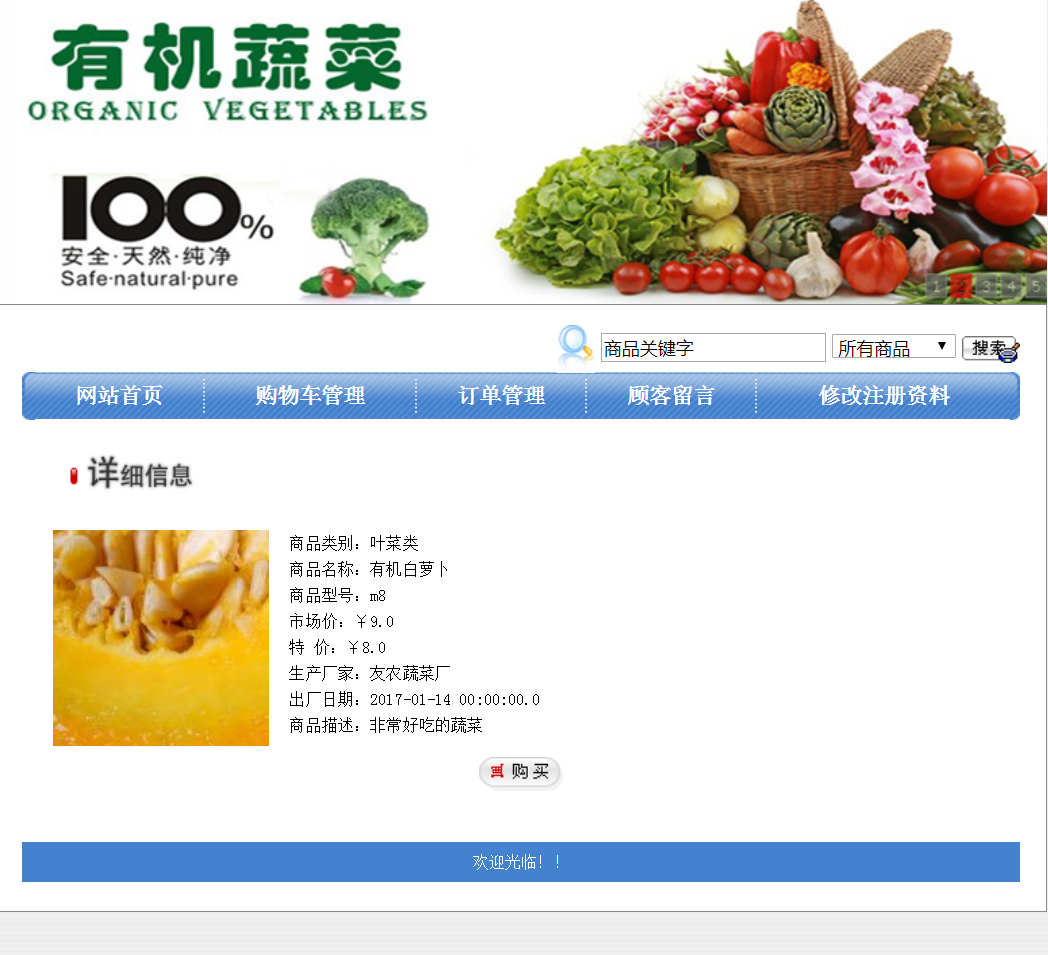 有机蔬菜
ORGANIC VEGETABLES
100%
安全·天然·纯净
Safe·natural·pure
1 2 3 4 5
商品关键字 所有商品 搜索
网站首页 购物车管理 订单管理 顾客留言 修改注册资料
详细信息
商品类别：叶菜类
商品名称：有机白萝卜
商品型号：m8
市场价：￥9.0
特 价：￥8.0
生产厂家：友农蔬菜厂
出厂日期：2017-01-14 00:00:00.0
商品描述：非常好吃的蔬菜
购买
欢迎光临！！